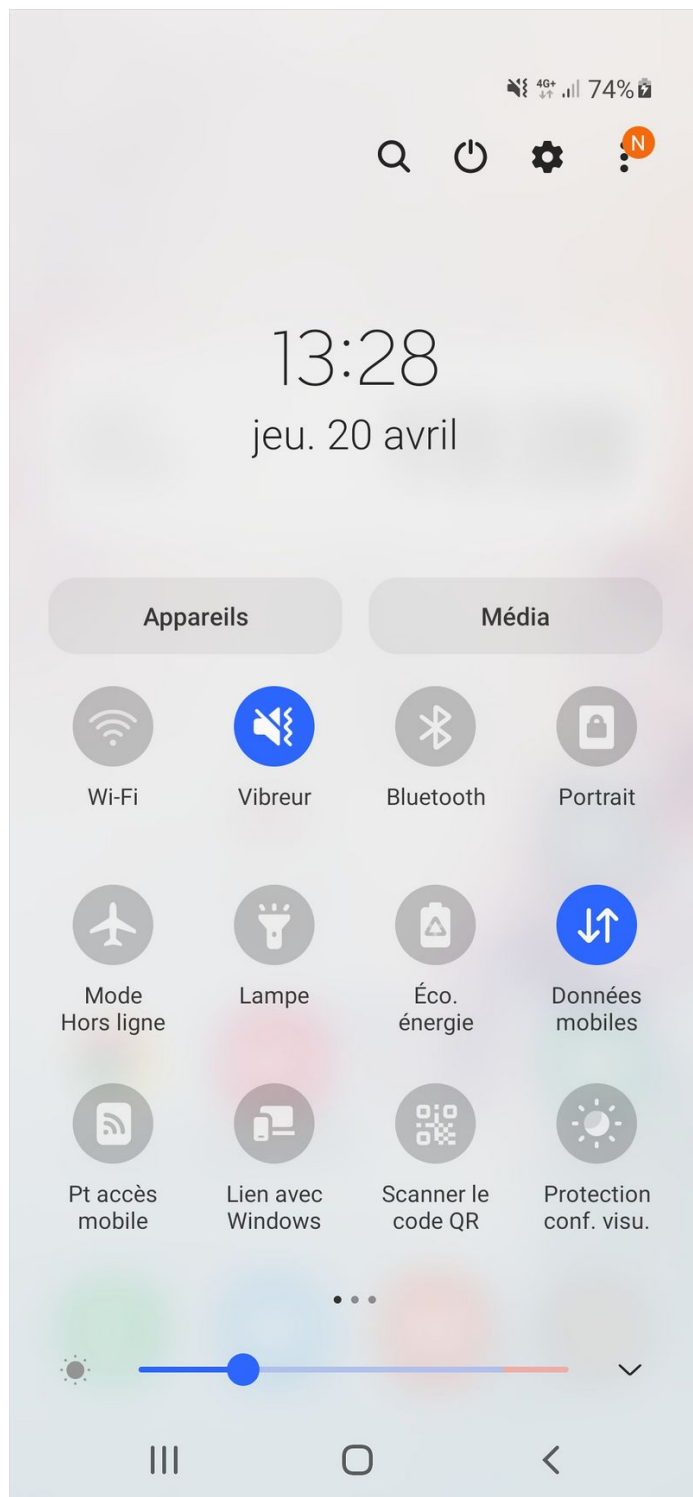 4G+ 74%
N
13:28
jeu. 20 avril
Appareils Média
Wi-Fi Vibreur Bluetooth Portrait
Mode Lampe Éco. Données
Hors ligne énergie mobiles
Pt accès Lien avec Scanner le Protection
mobile Windows code QR conf. visu.